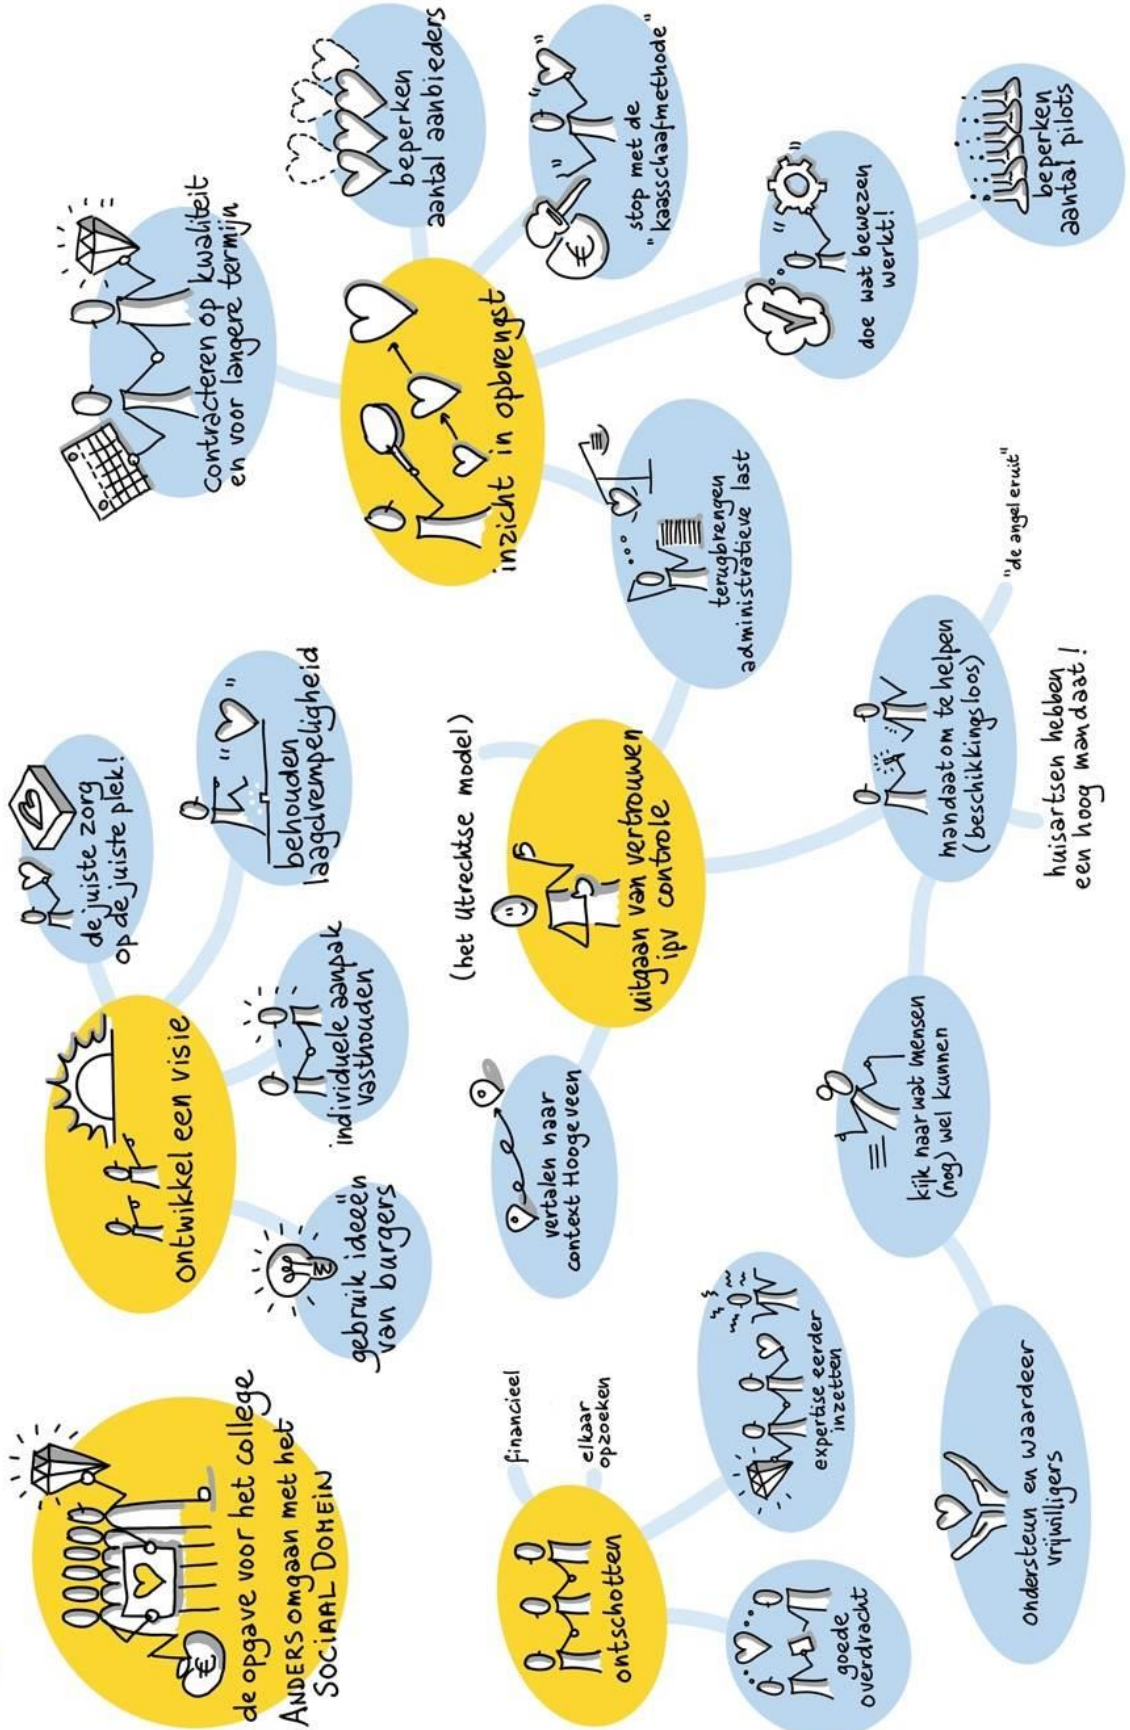 de opgave voor het college
ANDERS omgaan met het
SOCIAAL DOMEIN
ontwikkel een visie
de juiste zorg
op de juiste plek!
behouden
laagdrempeligheid
individuele aanpak
vasthouden
gebruik ideeën
van burgers
contracteren op kwaliteit
en voor langere termijn
beperken
aantal aanbieders
inzicht in opbrengst
stop met de
"kaasschaafmethode"
doe wat bewezen
werkt!
beperken
aantal pilots
terugbrengen
administratieve last
(het Utrechtse model)
uitgaan van vertrouwen
ipv controle
vertalen naar
context Hoogeveen
mandaat om te helpen
(beschikkingsloos)
"de angel eruit"
huisartsen hebben
een hoog mandaat!
kijk naar wat mensen
(nog) wel kunnen
ondersteun en waardeer
vrijwilligers
financieel
elkaar
opzoeken
ontschotten
expertise eerder
inzetten
goede
overdracht